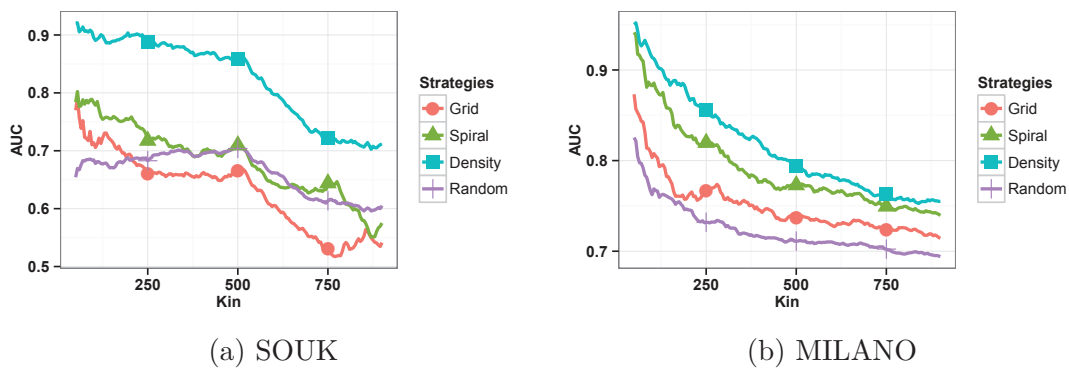 0.9
0.8
0.7
0.6
0.5
AUC
250
500
750
Kin
Strategies
Grid
Spiral
Density
Random
(a) SOUK
0.9
0.8
0.7
AUC
250
500
750
Kin
Strategies
Grid
Spiral
Density
Random
(b) MILANO